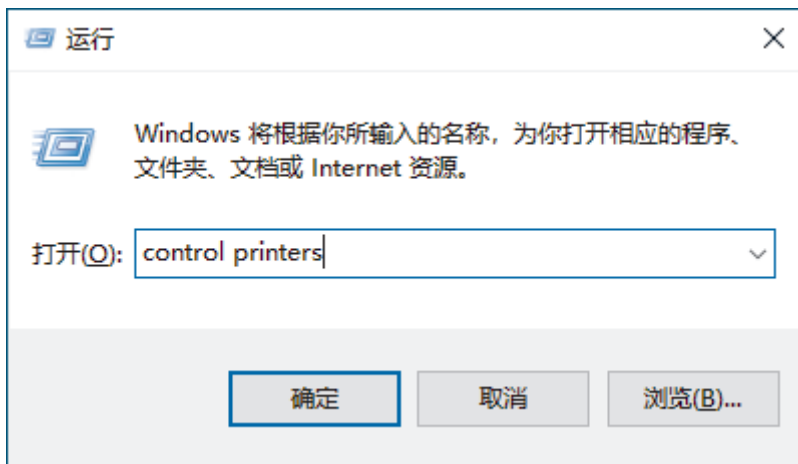 运行
Windows 将根据你所输入的名称，为你打开相应的程序、
文件夹、文档或 Internet 资源。
打开(O): control printers
确定 取消 浏览(B)...